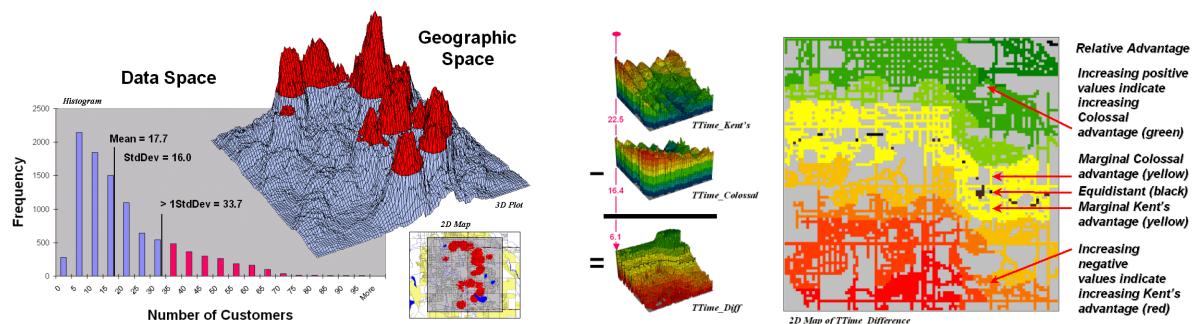 Data Space
Geographic
Space
Histogram
2500
2000
1500
1000
500
0
Frequency
Mean = 17.7
StdDev = 16.0
> 1StdDev = 33.7
3D Plot
2D Map
0
5
10
15
20
25
30
35
40
45
50
55
60
65
70
75
80
85
90
95
More
Number of Customers
22.5
TTime_Kent's
16.4
TTime_Colossal
6.1
TTime_Diff
2D Map of TTime_Difference
Relative Advantage
Increasing positive
values indicate
increasing
Colossal
advantage (green)
Marginal Colossal
advantage (yellow)
Equidistant (black)
Marginal Kent's
advantage (yellow)
Increasing
negative
values indicate
increasing Kent's
advantage (red)